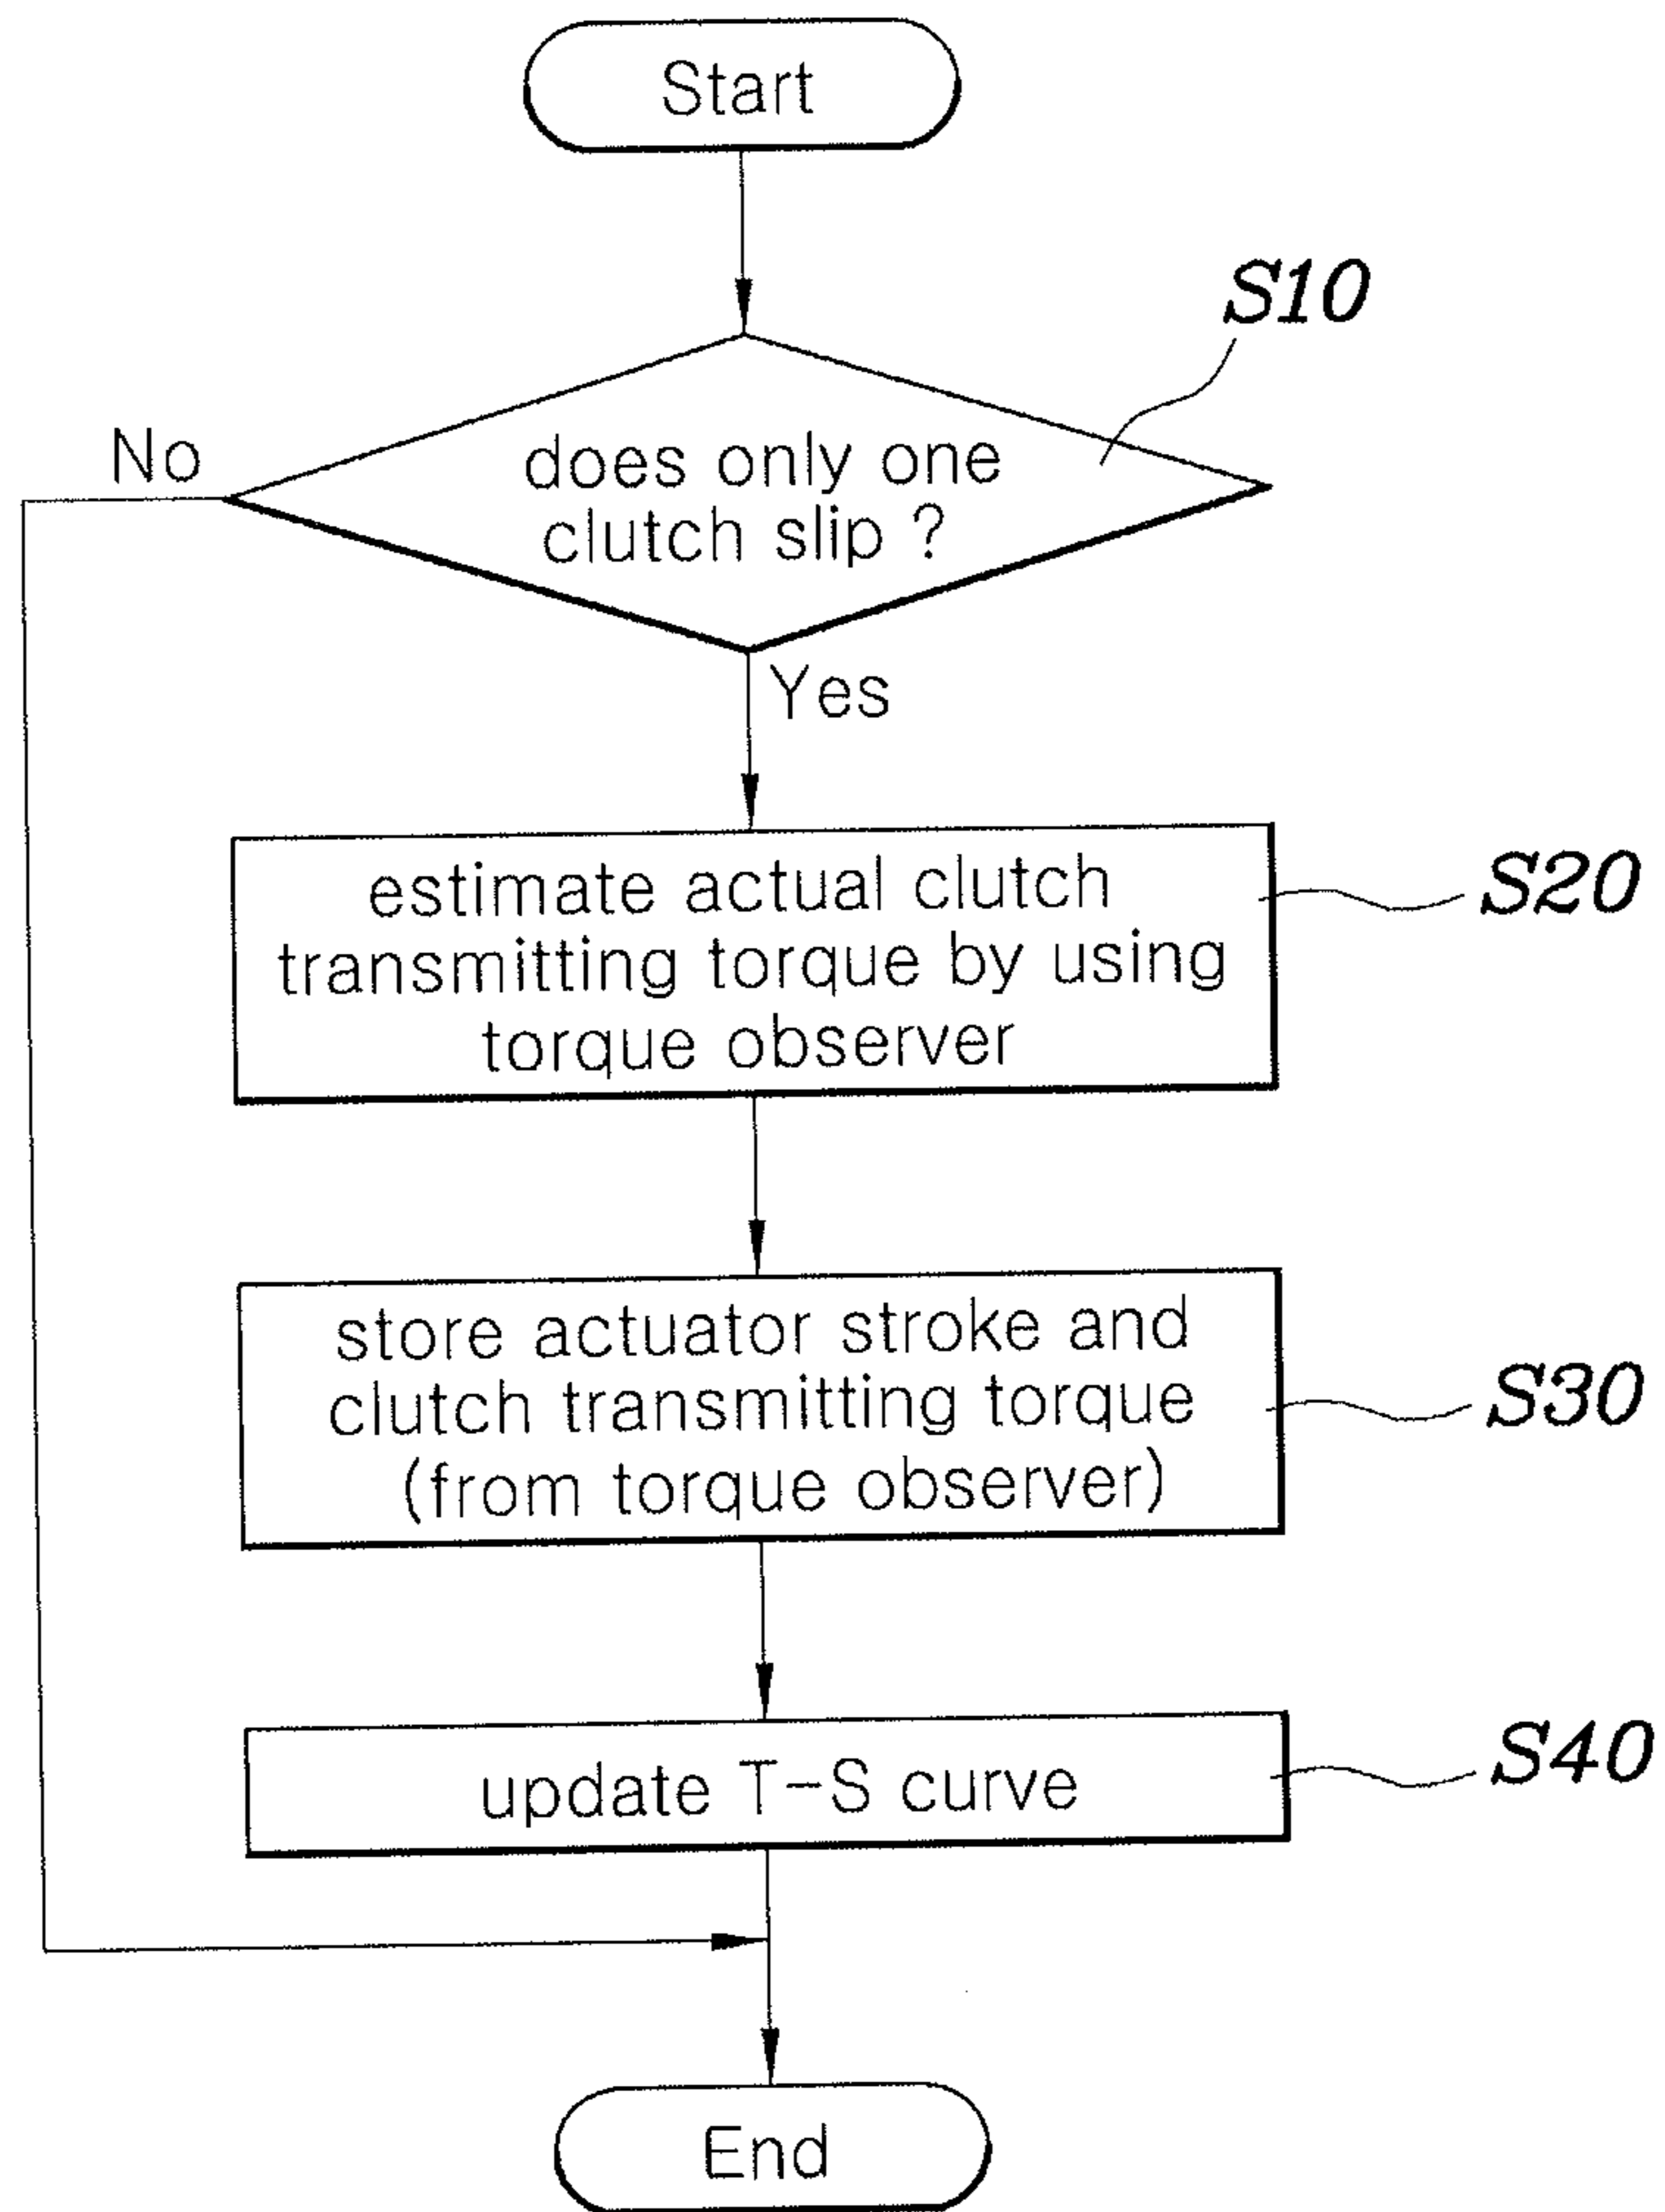 Start
S10
No
does only one
clutch slip ?
Yes
estimate actual clutch
transmitting torque by using
torque observer
S20
store actuator stroke and
clutch transmitting torque
(from torque observer)
S30
update T-S curve
S40
End